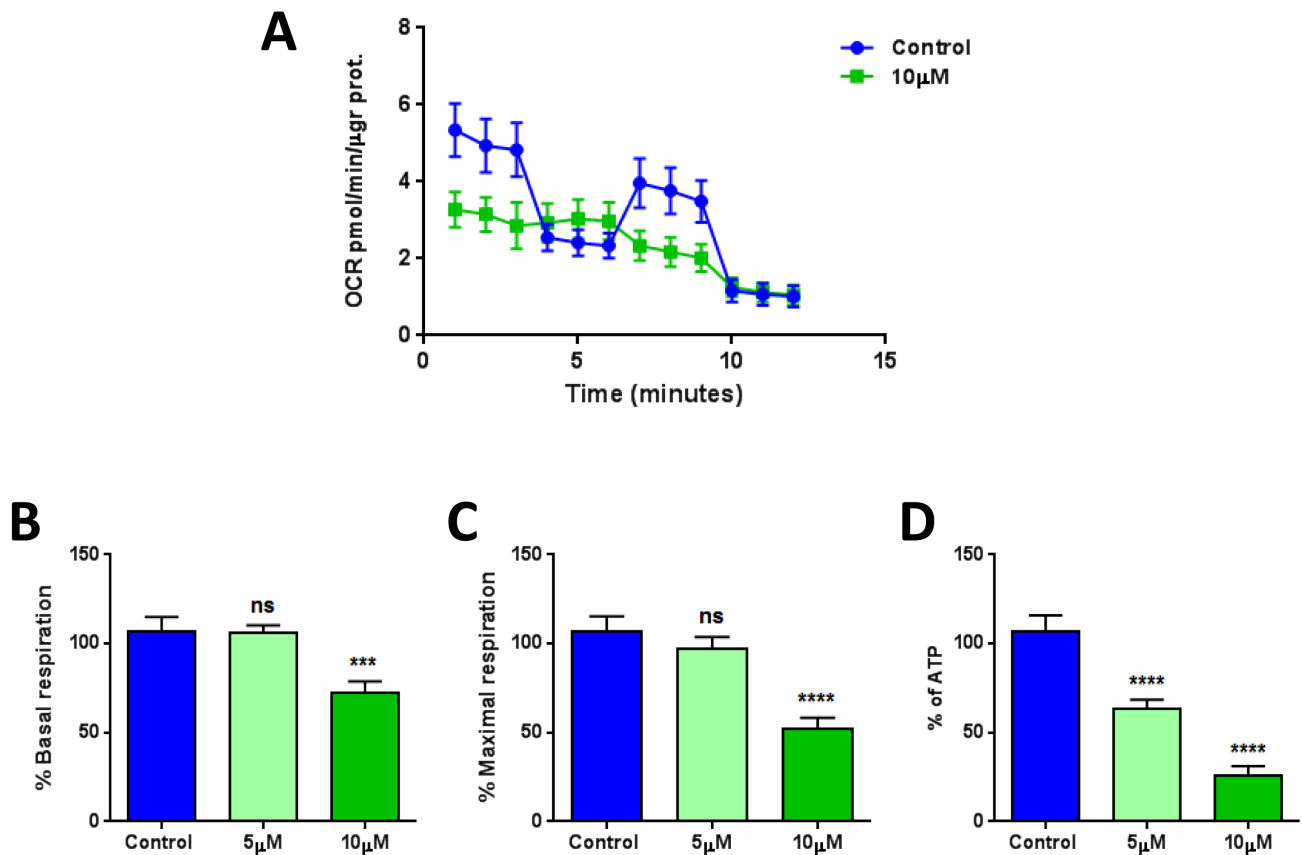 A
OCR pmol/min/μgr prot.
8
6
4
2
0
0
5
10
15
Time (minutes)
Control
10μM
B
% Basal respiration
150
100
50
0
ns
***
Control
5μM
10μM
C
% Maximal respiration
150
100
50
0
ns
****
Control
5μM
10μM
D
% of ATP
150
100
50
0
****
****
Control
5μM
10μM